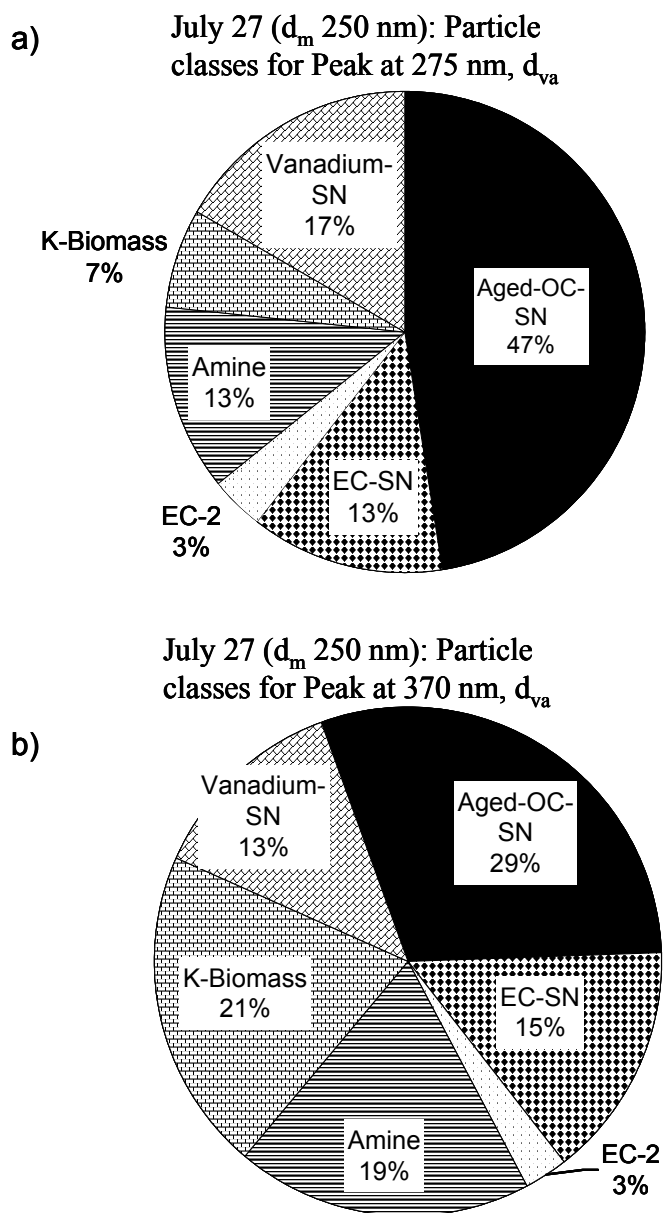 a)
July 27 (dm 250 nm): Particle
classes for Peak at 275 nm, dva
Vanadium-
SN
17%
K-Biomass
7%
Aged-OC-
SN
47%
Amine
13%
EC-SN
13%
EC-2
3%
July 27 (dm 250 nm): Particle
classes for Peak at 370 nm, dva
b)
Vanadium-
SN
13%
Aged-OC-
SN
29%
K-Biomass
21%
EC-SN
15%
Amine
19%
EC-2
3%